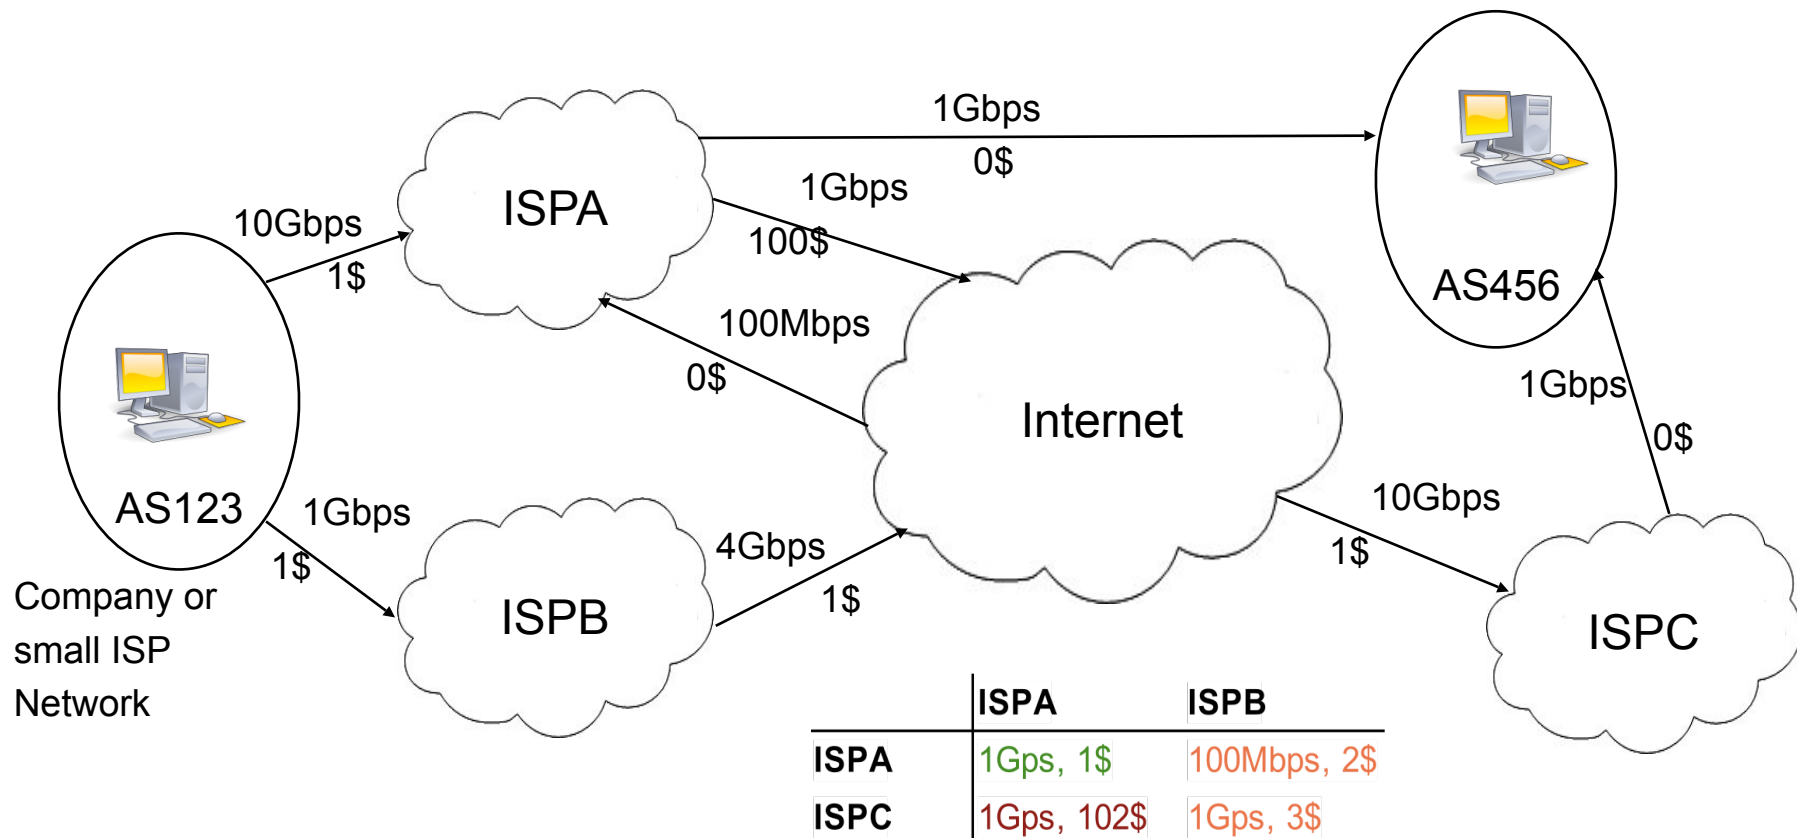 1Gbps
0$
ISPA
1Gbps
100$
10Gbps
1$
AS456
100Mbps
0$
Internet
1Gbps
0$
AS123
1Gbps
1$
10Gbps
1$
4Gbps
1$
ISPB
ISPC
Company or
small ISP
Network
ISPA ISPB
ISPA 1Gps, 1$ 100Mbps, 2$
ISPC 1Gps, 102$ 1Gps, 3$